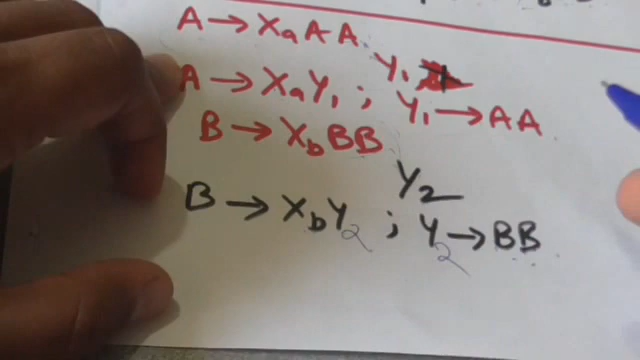 A → XaAA
Y1
A → XaY1 ; Y1 → AA
B → XbBB
Y2
B → XbY2 ; Y2 → BB